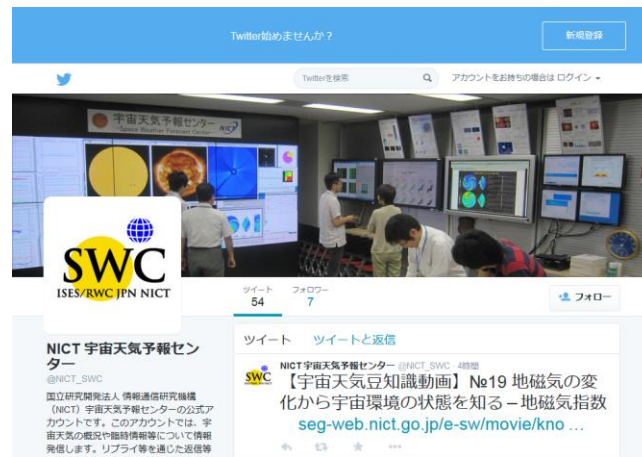 Twitter始めませんか？
新規登録
Twitterを検索
アカウントをお持ちの場合は ログイン
宇宙天気予報センター
-Space Weather Forecast Center-
NICT
SWC
ISES/RWC JPN NICT
ツイート
54
フォロワー
7
フォロー
NICT 宇宙天気予報セン
ター
@NICT_SWC
国立研究開発法人 情報通信研究機構
（NICT）宇宙天気予報センターの公式ア
カウントです。このアカウントでは、宇
宙天気の概況や臨時情報等について情報
発信します。リプライ等を通じた返信等
ツイート
ツイートと返信
SWC
NICT 宇宙天気予報センター @NICT_SWC · 4時間
【宇宙天気豆知識動画】№19 地磁気の変
化から宇宙環境の状態を知る – 地磁気指数
seg-web.nict.go.jp/e-sw/movie/kno …